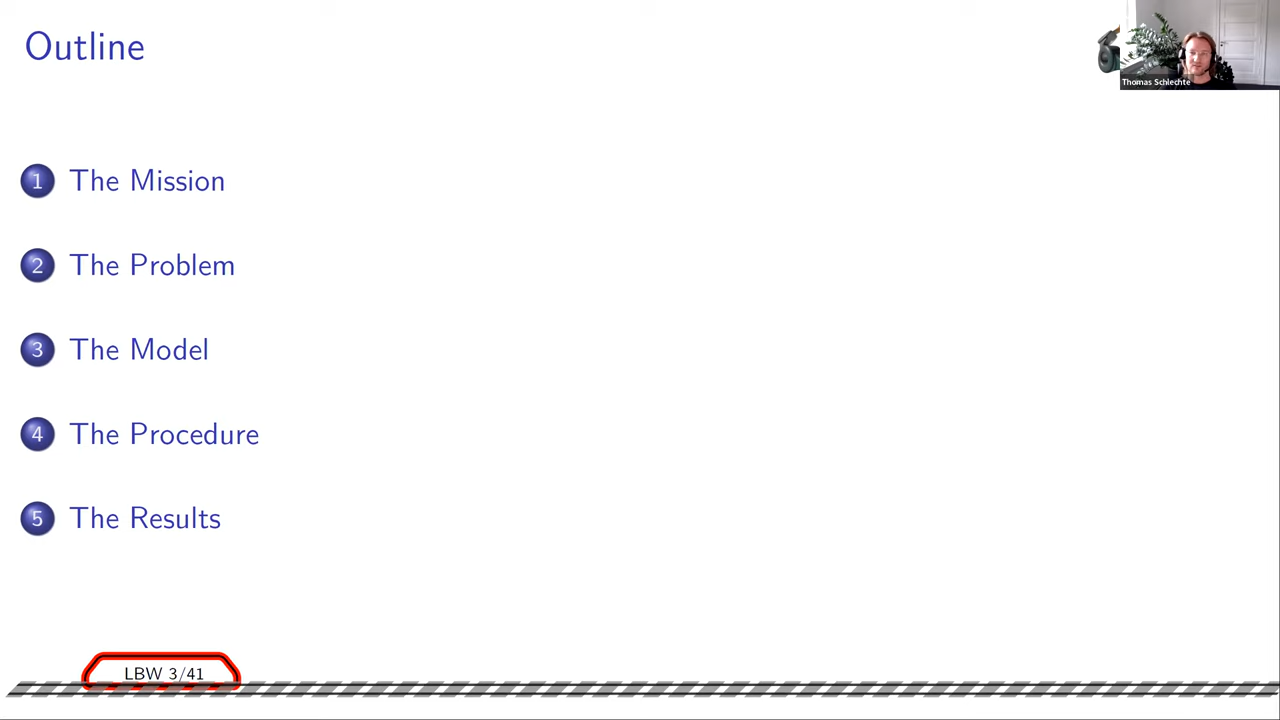 Outline
Thomas Schlechte
1 The Mission
2 The Problem
3 The Model
4 The Procedure
5 The Results
LBW 3/41